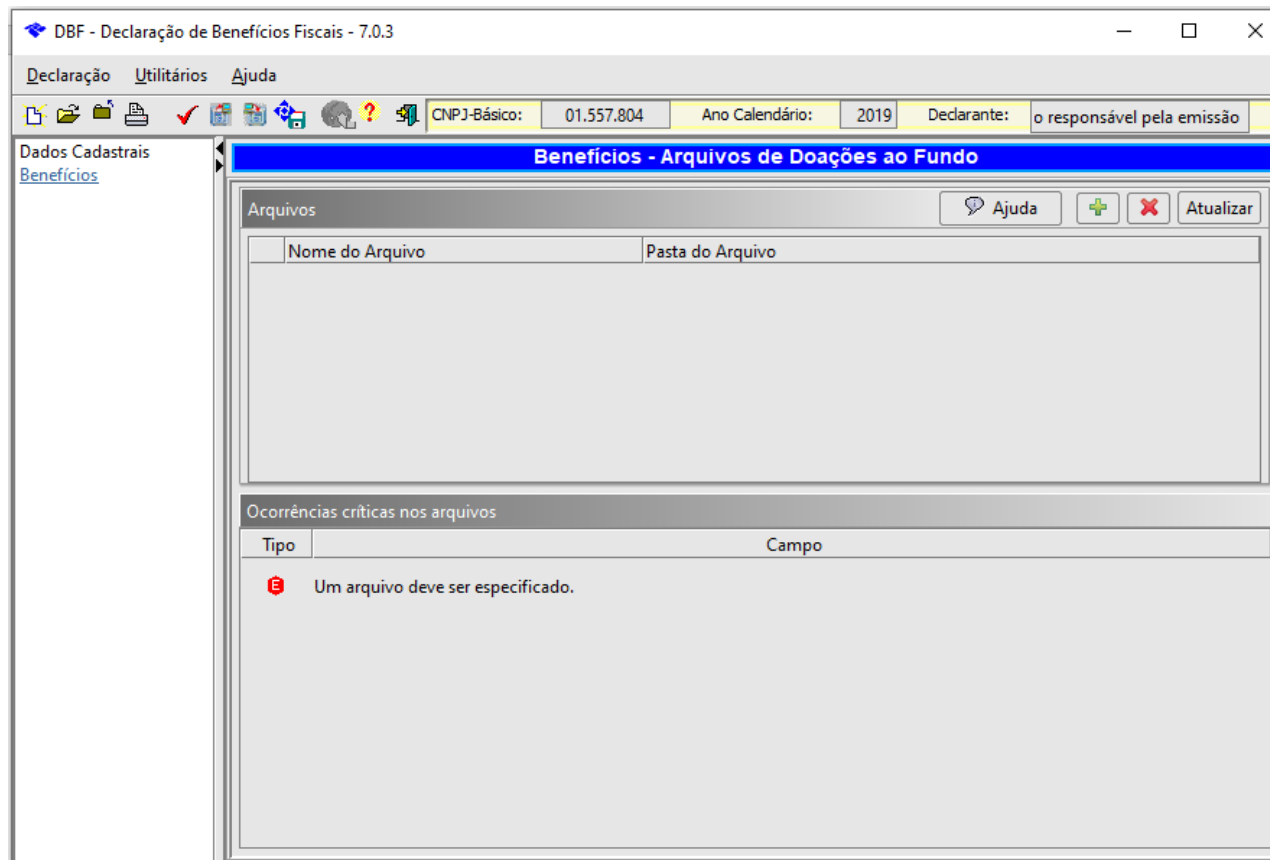 DBF - Declaração de Benefícios Fiscais - 7.0.3
Declaração Utilitários Ajuda
CNPJ-Básico: 01.557.804 Ano Calendário: 2019 Declarante: o responsável pela emissão
Dados Cadastrais
Benefícios
Benefícios - Arquivos de Doações ao Fundo
Arquivos Ajuda Atualizar
Nome do Arquivo Pasta do Arquivo
Ocorrências críticas nos arquivos
Tipo Campo
E Um arquivo deve ser especificado.